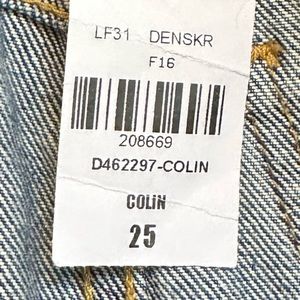 LF31 DENSKR
F16
208669
D462297-COLIN
COLIN
25